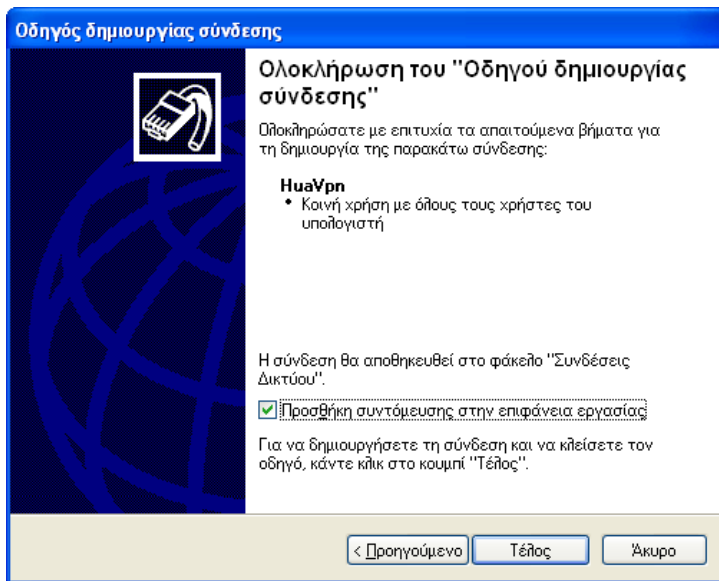 Οδηγός δημιουργίας σύνδεσης
Ολοκλήρωση του "Οδηγού δημιουργίας
σύνδεσης"
Ολοκληρώσατε με επιτυχία τα απαιτούμενα βήματα για
τη δημιουργία της παρακάτω σύνδεσης:
HuaVpn
• Κοινή χρήση με όλους τους χρήστες του
υπολογιστή
Η σύνδεση θα αποθηκευθεί στο φάκελο "Συνδέσεις
Δικτύου".
Προσθήκη συντόμευσης στην επιφάνεια εργασίας
Για να δημιουργήσετε τη σύνδεση και να κλείσετε τον
οδηγό, κάντε κλικ στο κουμπί "Τέλος".
< Προηγούμενο Τέλος Άκυρο